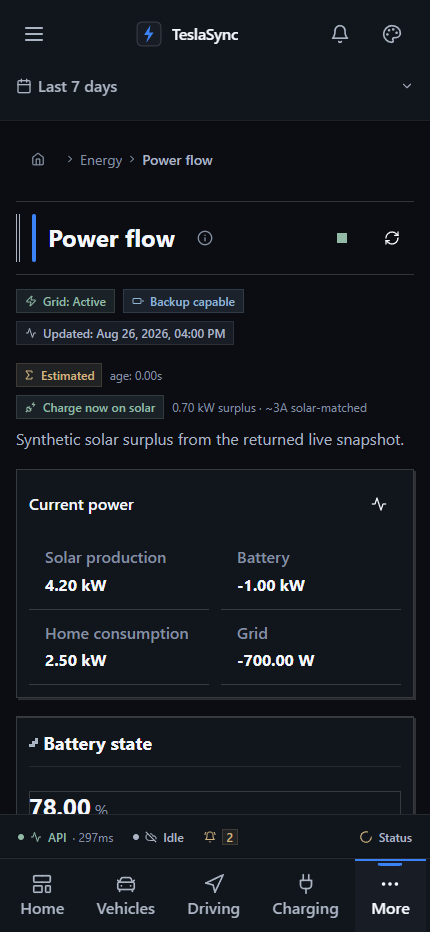 TeslaSync
Last 7 days
Energy > Power flow
Power flow
Grid: Active
Backup capable
Updated: Aug 26, 2026, 04:00 PM
Σ Estimated
age: 0.00s
Charge now on solar
0.70 kW surplus · ~3A solar-matched
Synthetic solar surplus from the returned live snapshot.
Current power
Solar production
4.20 kW
Battery
-1.00 kW
Home consumption
2.50 kW
Grid
-700.00 W
Battery state
78.00 %
API · 297ms
Idle
2
Status
Home
Vehicles
Driving
Charging
More